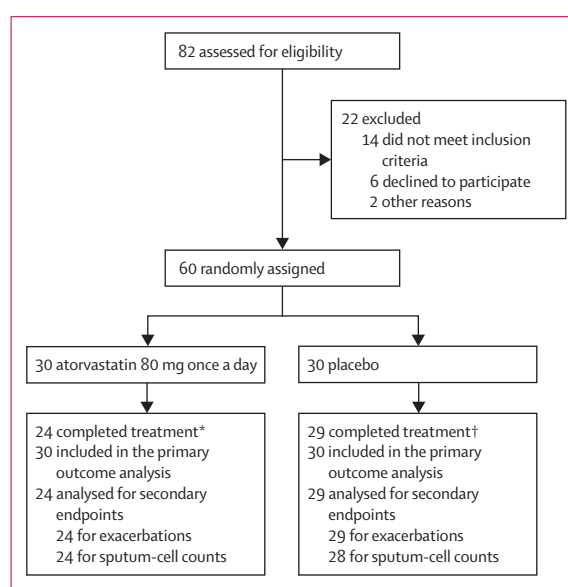 82 assessed for eligibility
22 excluded
14 did not meet inclusion
criteria
6 declined to participate
2 other reasons
60 randomly assigned
30 atorvastatin 80 mg once a day
30 placebo
24 completed treatment*
30 included in the primary
outcome analysis
24 analysed for secondary
endpoints
24 for exacerbations
24 for sputum-cell counts
29 completed treatment†
30 included in the primary
outcome analysis
29 analysed for secondary
endpoints
29 for exacerbations
28 for sputum-cell counts